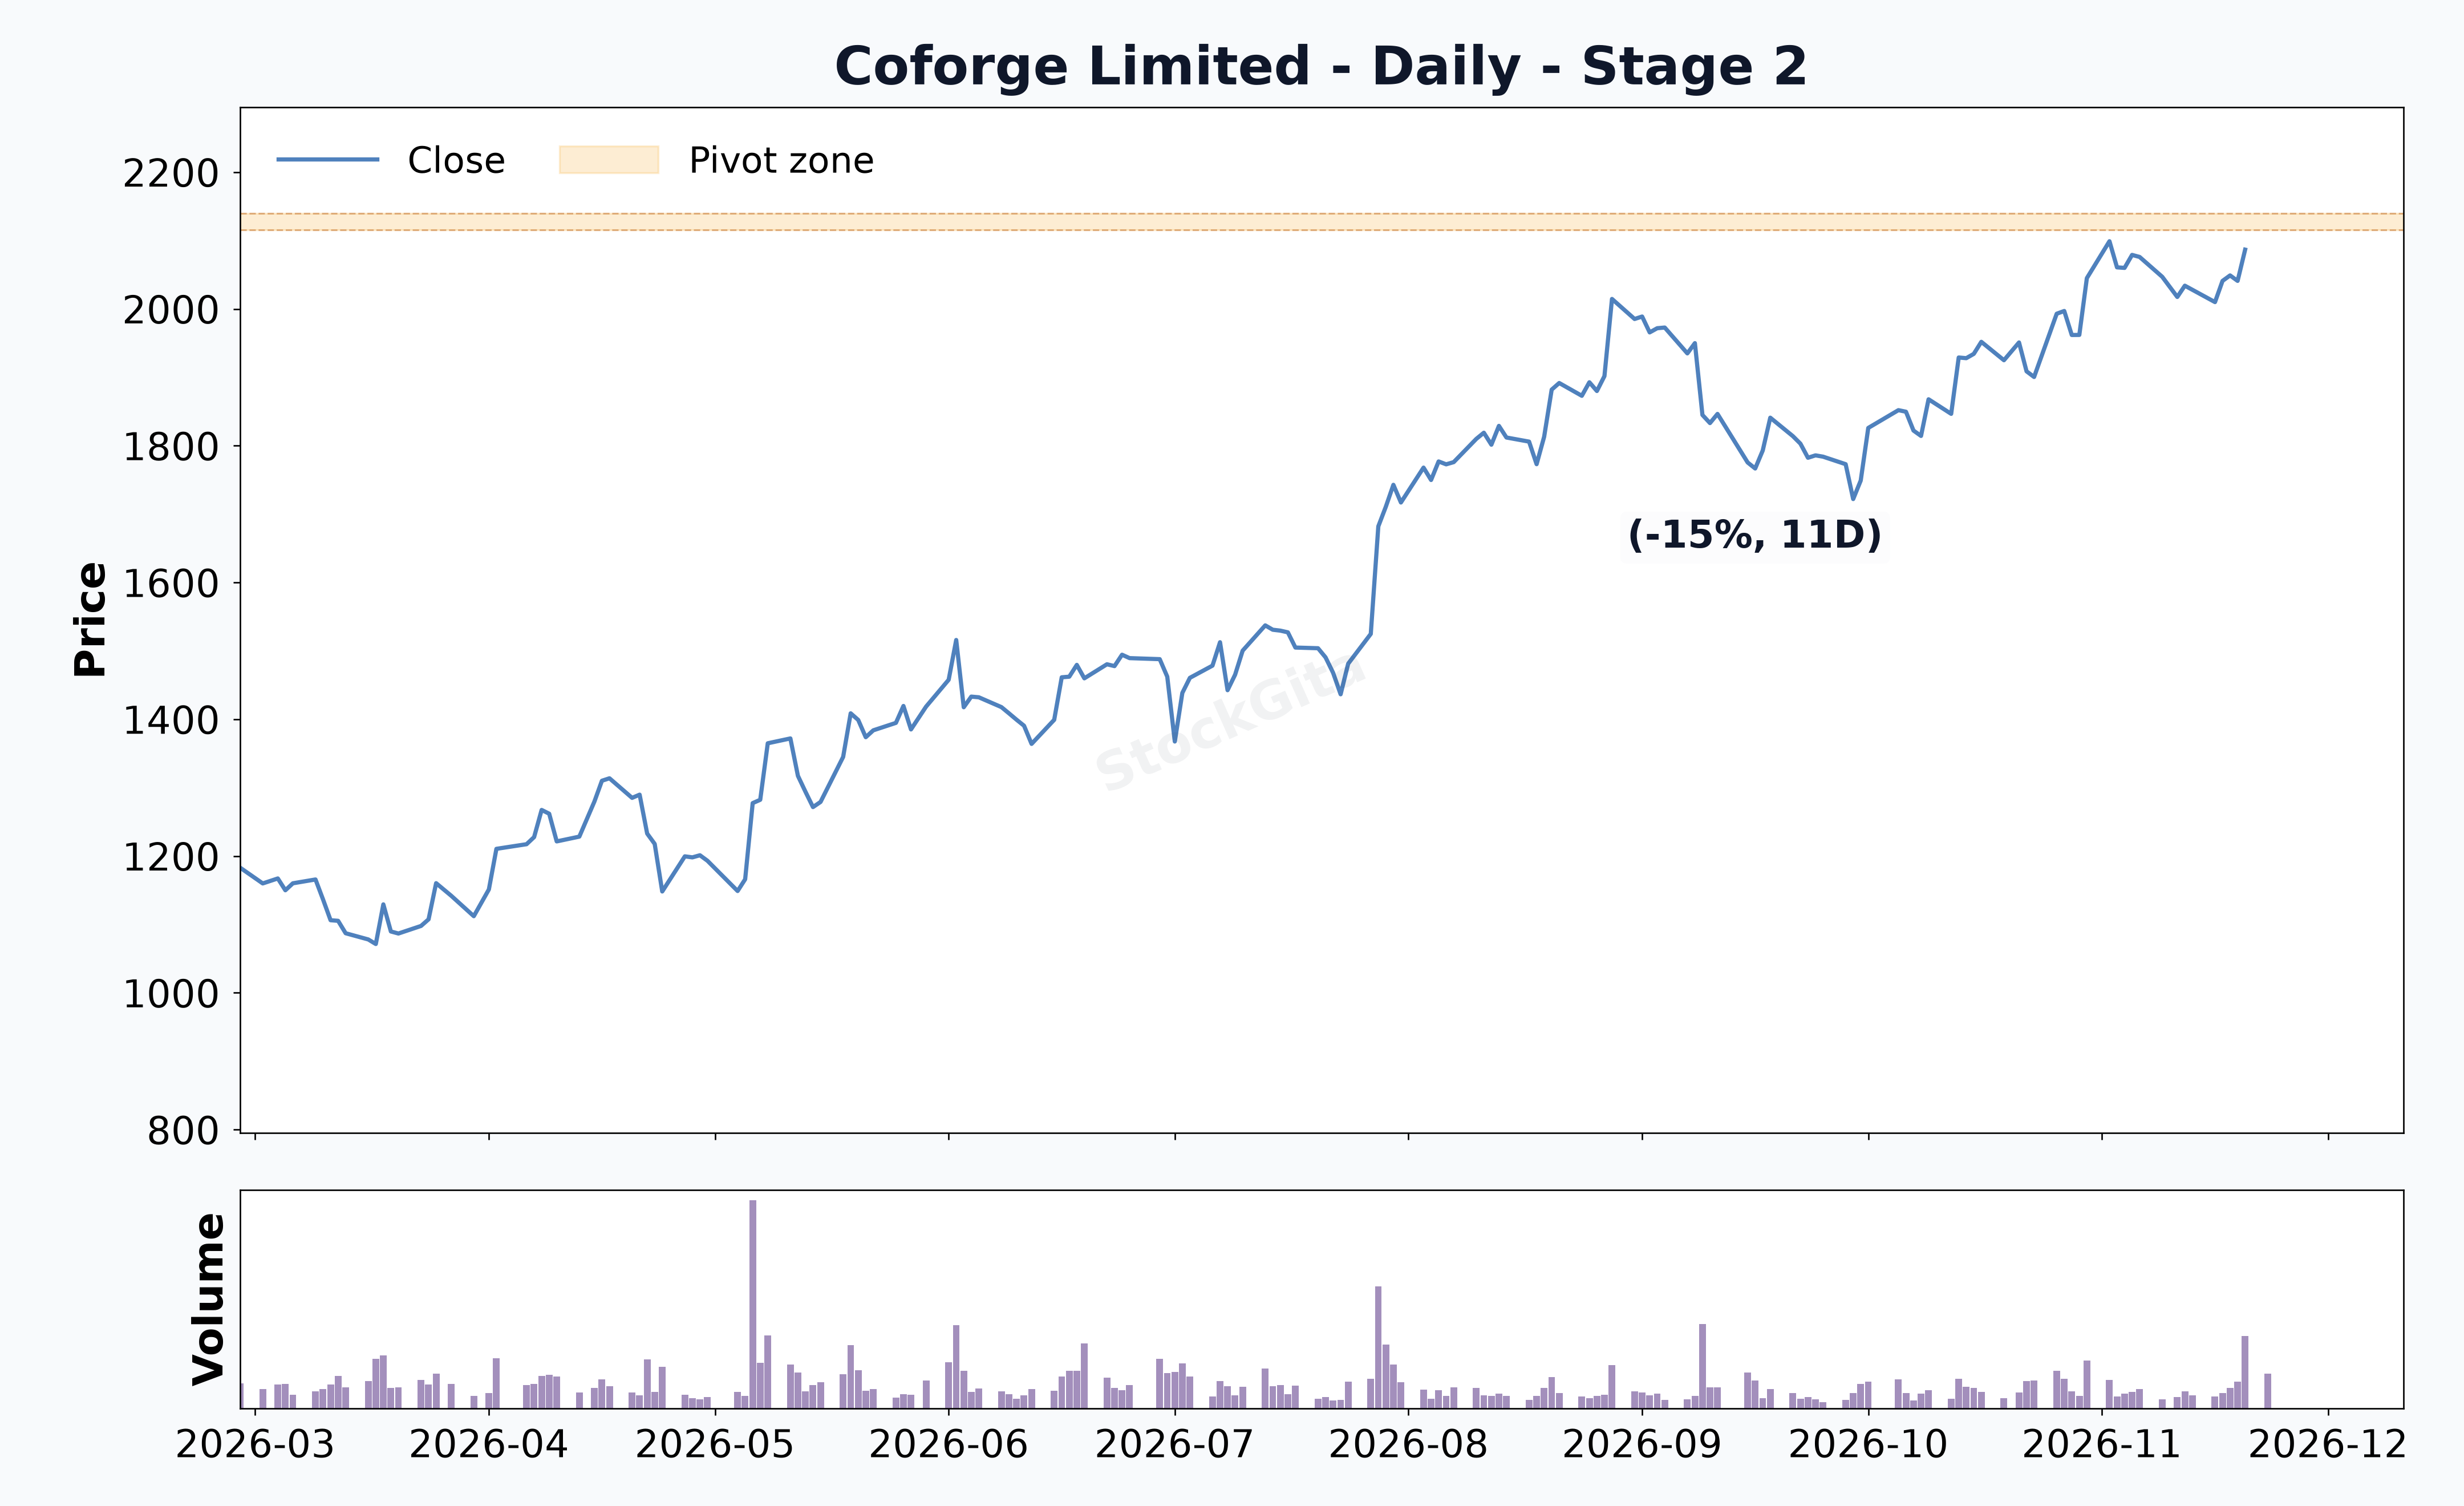 Coforge Limited - Daily - Stage 2
Close
Pivot zone
Price
2200
2000
1800
1600
1400
1200
1000
800
(-15%, 11D)
StockGita
Volume
2026-03
2026-04
2026-05
2026-06
2026-07
2026-08
2026-09
2026-10
2026-11
2026-12